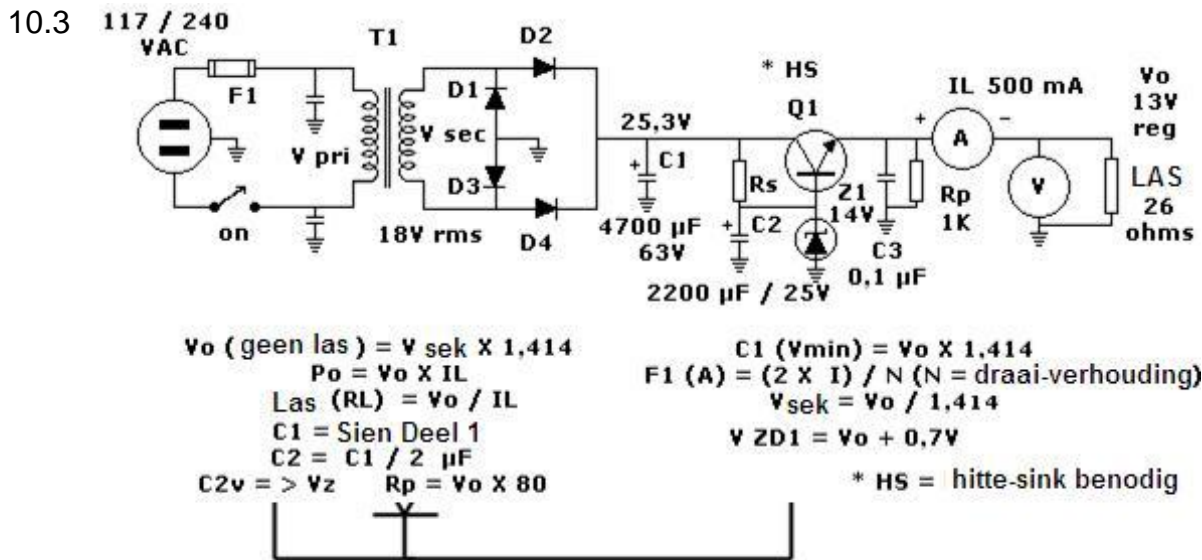 10.3
117 / 240
VAC
F1
on
V pri
T1
V sec
18V rms
D1
D2
D3
D4
25,3V
C1
4700 µF
63V
* HS
Q1
Rs
C2
2200 µF / 25V
Z1
14V
C3
0,1 µF
Rp
1K
IL 500 mA
+ A -
V
Vo
13V
reg
LAS
26
ohms
Vo (geen las) = V sek X 1,414
Po = Vo X IL
Las (RL) = Vo / IL
C1 = Sien Deel 1
C2 = C1 / 2 µF
C2v = > Vz Rp = Vo X 80
C1 (Vmin) = Vo X 1,414
F1 (A) = (2 X I) / N (N = draai-verhouding)
Vsek = Vo / 1,414
V ZD1 = Vo + 0,7V
* HS = hitte-sink benodig